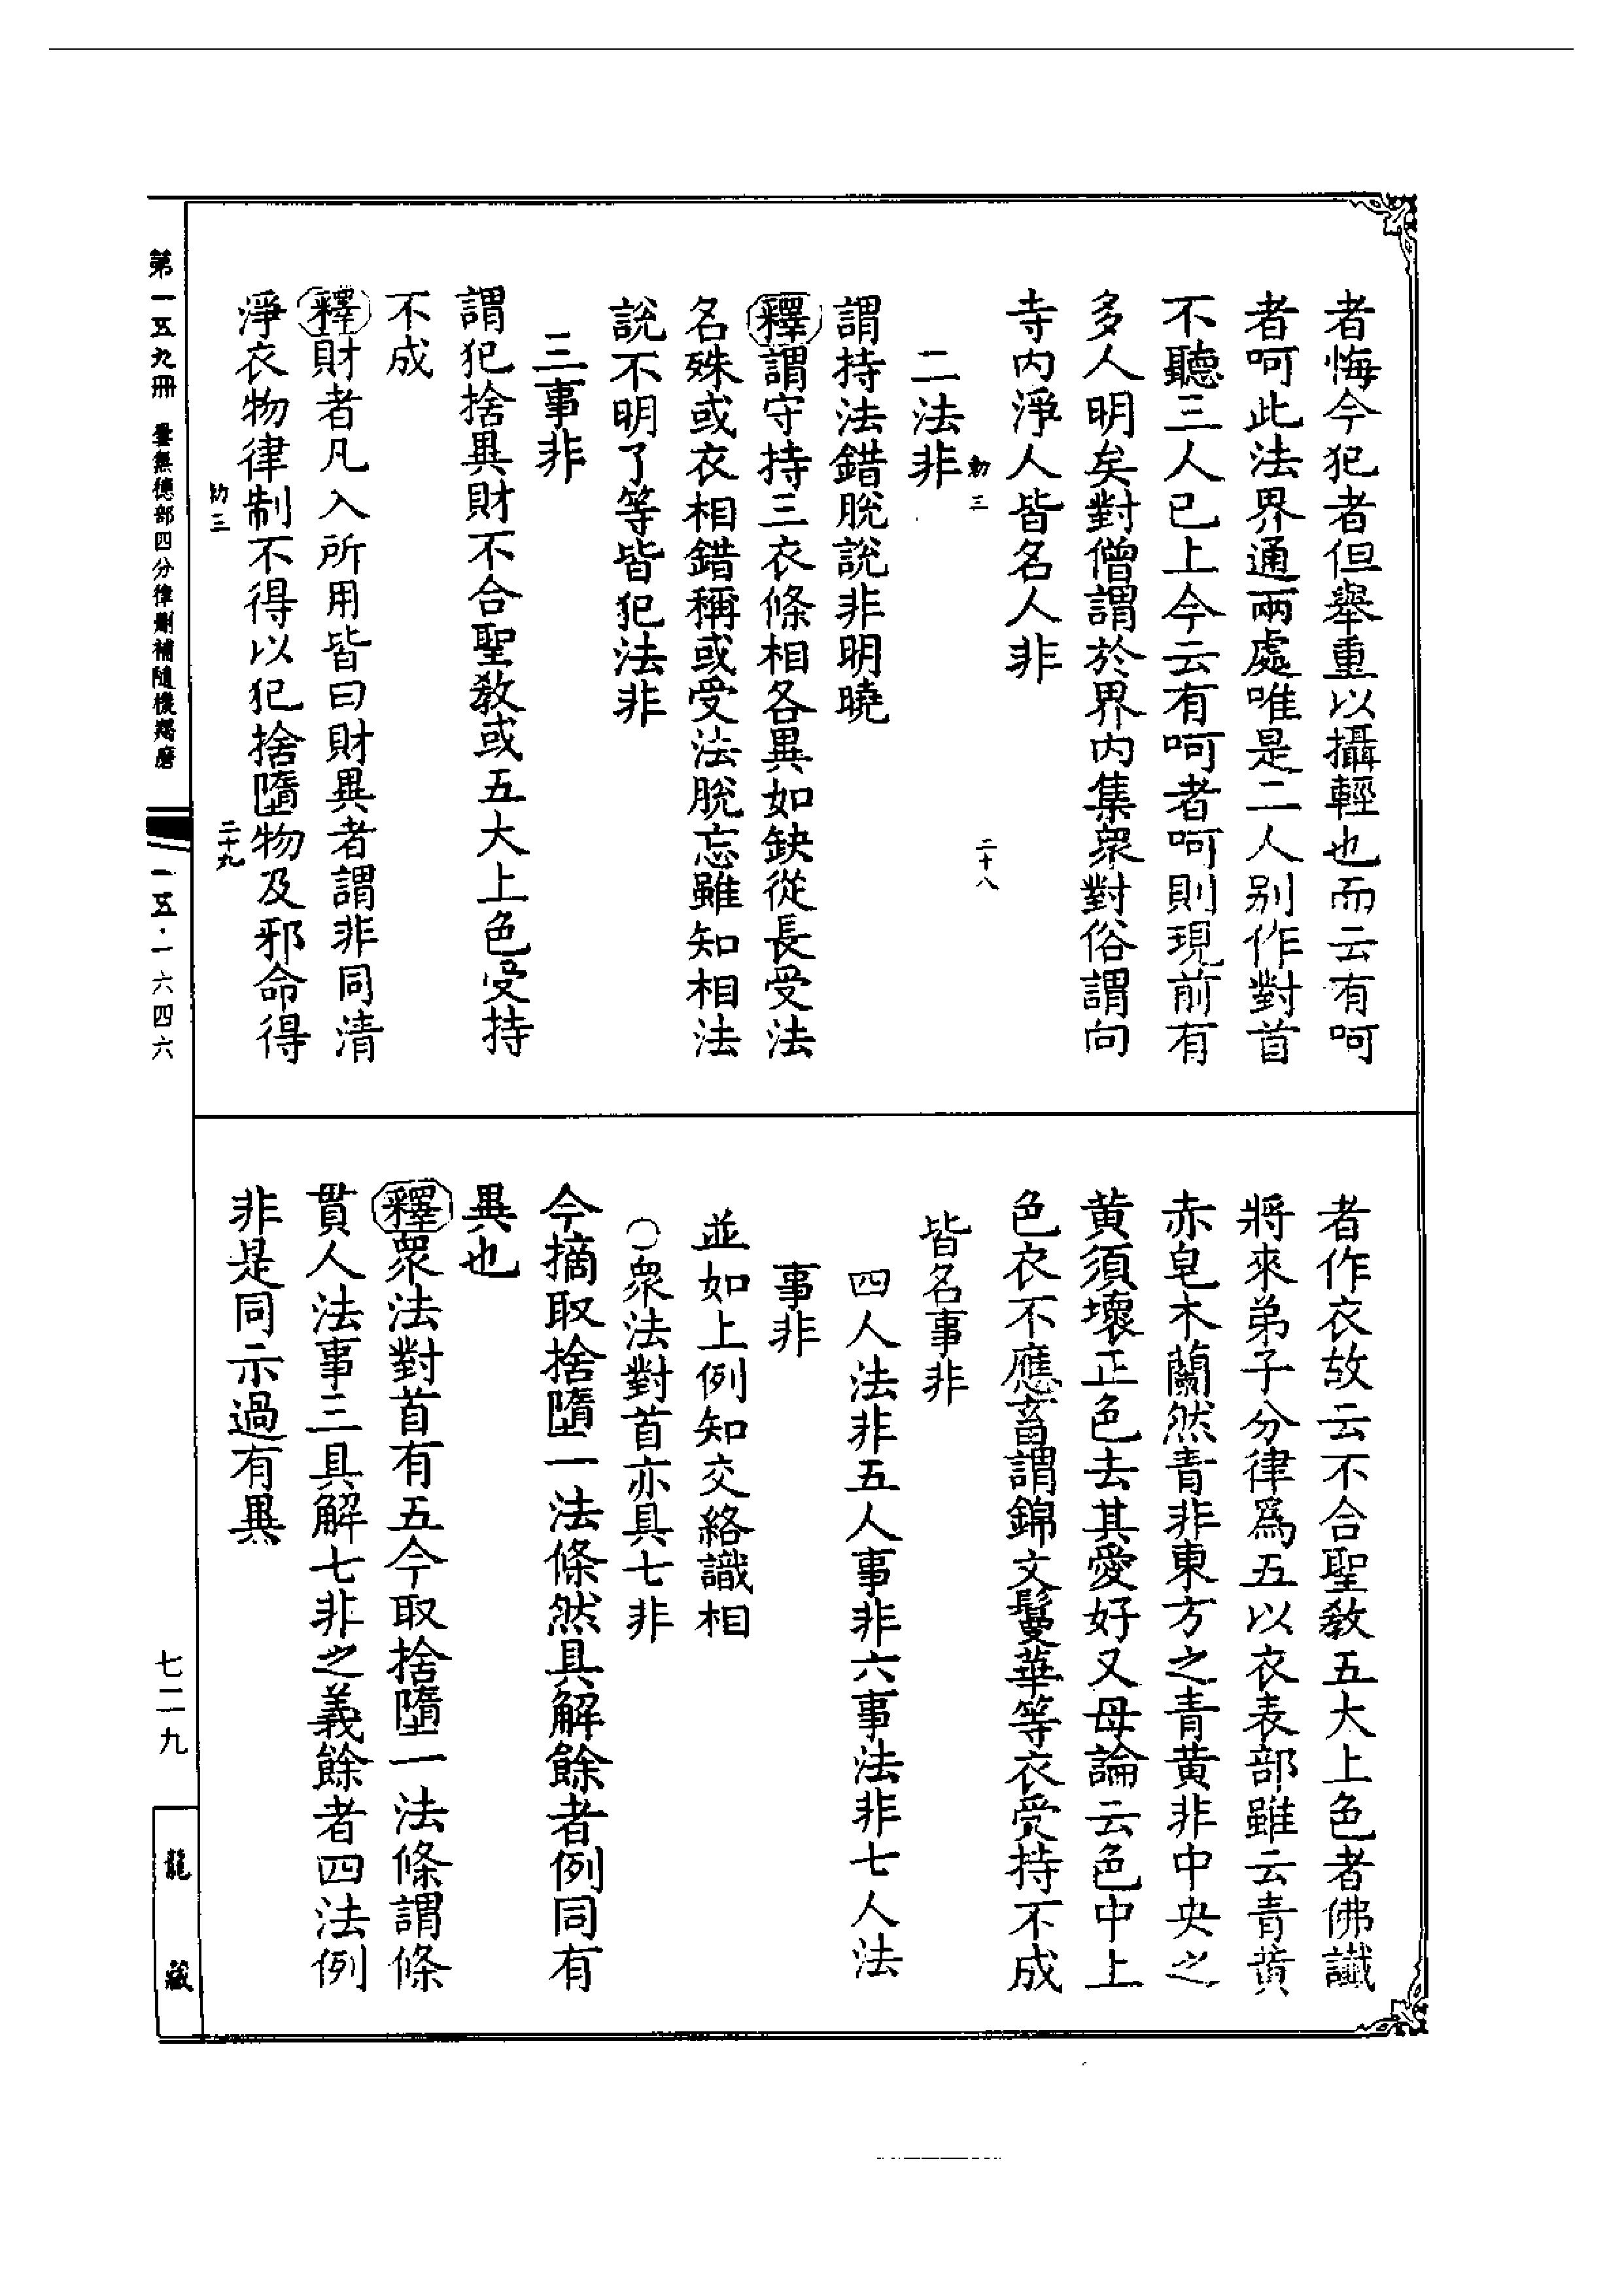 者悔今犯者但舉重以攝輕也而云有呵
者呵此法界通兩處唯是二人別作對首
不聽三人已上今云有呵者呵則現前有
多人明矣對僧謂於界內集眾對俗謂向
寺內淨人皆名人非
勑三 二十八
二法非
謂持法錯脫說非明曉
釋謂守持三衣條相各異如缺從長受法
名殊或衣相錯稱或受法脫忘雖知相法
說不明了等皆犯法非
三事非
謂犯捨異財不合聖教或五大上色受持
不成
釋財者凡入所用皆曰財異者謂非同清
淨衣物律制不得以犯捨墮物及邪命得
勑三 二十九
者作衣故云不合聖教五大上色者佛讖
將來弟子分律為五以衣表部雖云青黃
赤皂木蘭然青非東方之青黃非中央之
黃須壞正色去其愛好又母論云色中上
色衣不應畜謂錦文鬘華等衣受持不成
皆名事非
四人法非五人事非六事法非七人法
事非
並如上例知交絡識相
○眾法對首亦具七非
今摘取捨墮一法條然具解餘者例同有
異也
釋眾法對首有五今取捨墮一法條謂條
貫人法事三具解七非之義餘者四法例
非是同示過有異
第一五九冊 曇無德部四分律刪補隨機羯磨
一五·一六四六
七二九
龍藏